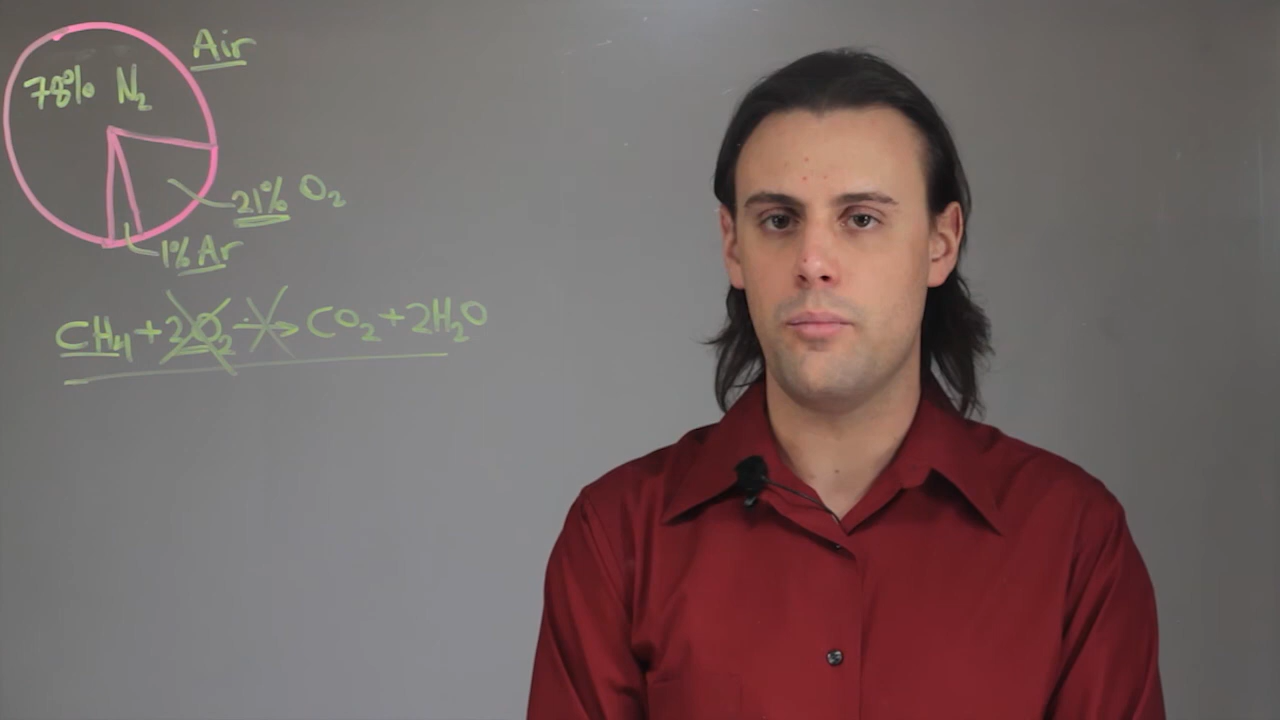 Air
78% N₂
21% O₂
1% Ar
CH₄ + 2O₂ → CO₂ + 2H₂O